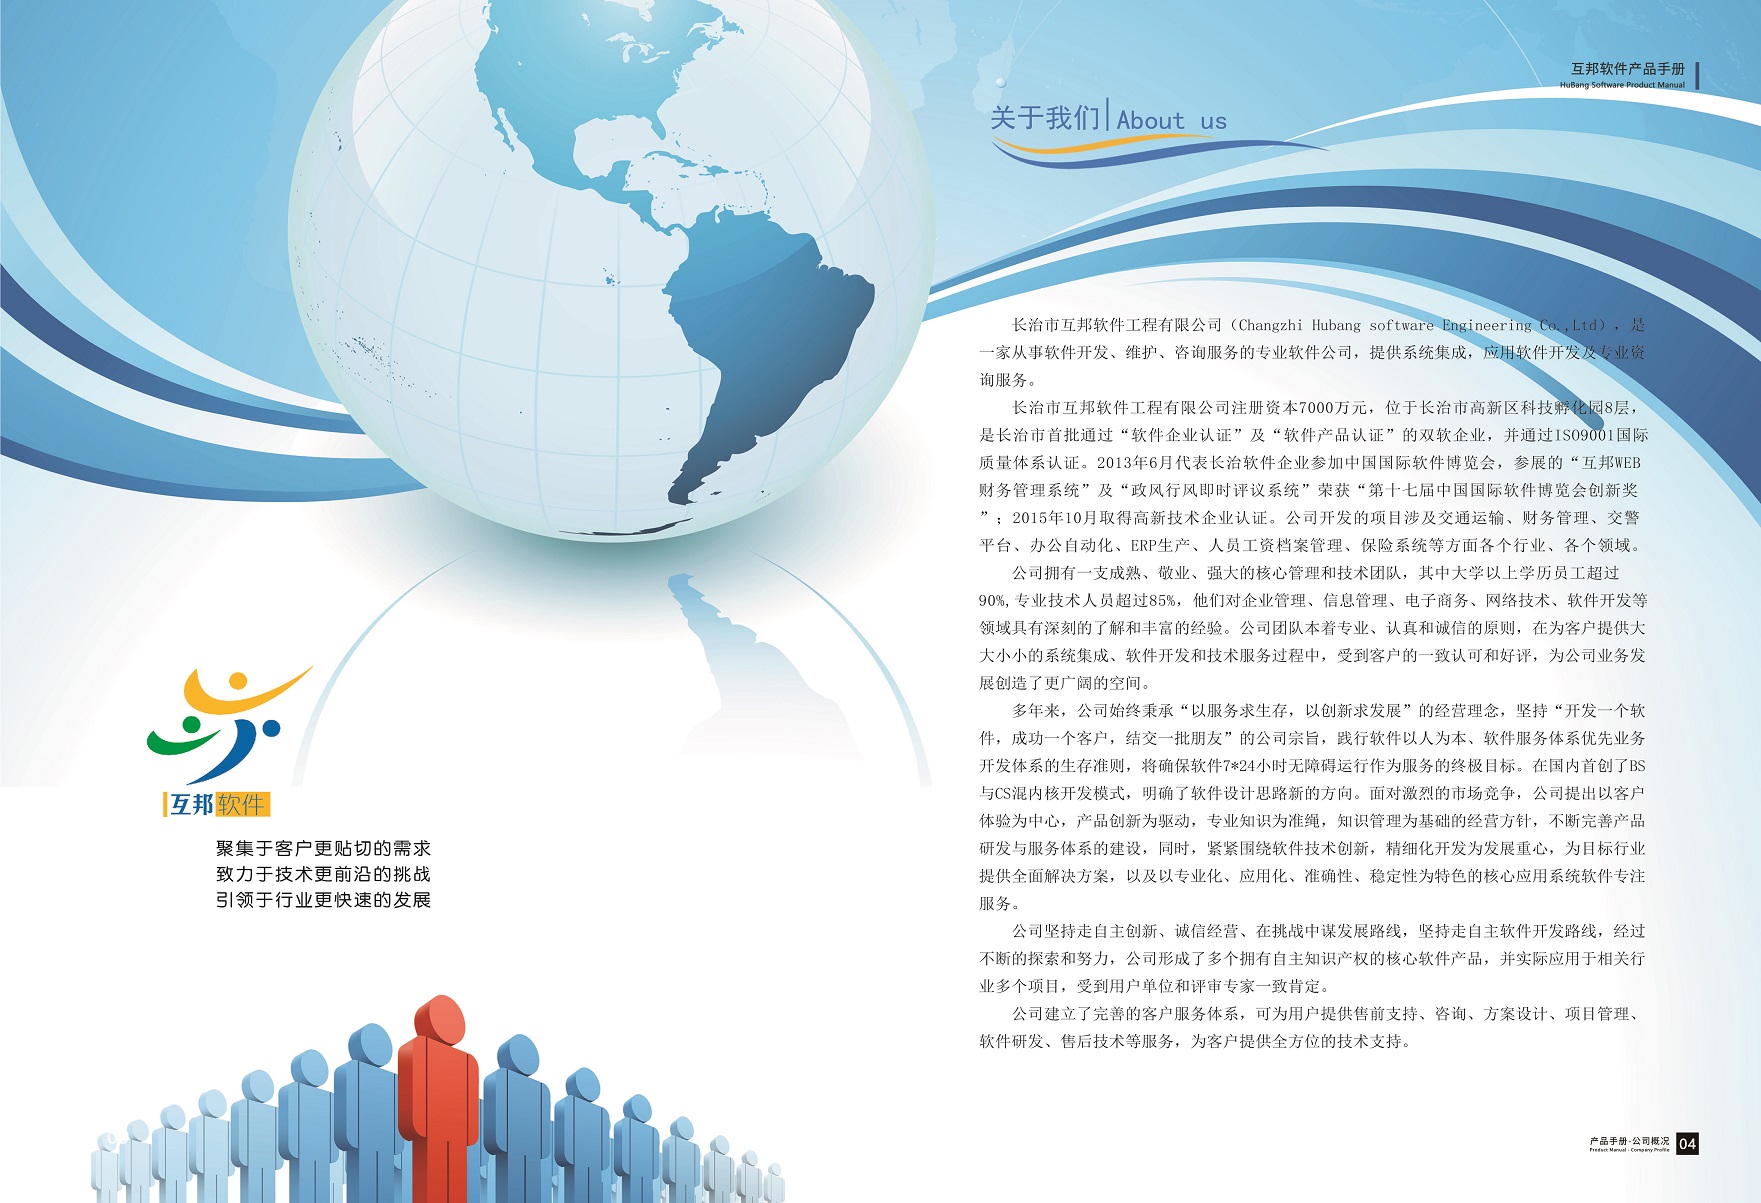 互邦软件产品手册
HuBang Software Product Manual
关于我们 About us
长治市互邦软件工程有限公司（Changzhi Hubang software Engineering Co.,Ltd），是
一家从事软件开发、维护、咨询服务的专业软件公司，提供系统集成，应用软件开发及专业资
询服务。
长治市互邦软件工程有限公司注册资本7000万元，位于长治市高新区科技孵化园8层，
是长治市首批通过“软件企业认证”及“软件产品认证”的双软企业，并通过ISO9001国际
质量体系认证。2013年6月代表长治软件企业参加中国国际软件博览会，参展的“互邦WEB
财务管理系统”及“政风行风即时评议系统”荣获“第十七届中国国际软件博览会创新奖
”；2015年10月取得高新技术企业认证。公司开发的项目涉及交通运输、财务管理、交警
平台、办公自动化、ERP生产、人员工资档案管理、保险系统等方面各个行业、各个领域。
公司拥有一支成熟、敬业、强大的核心管理和技术团队，其中大学以上学历员工超过
90%,专业技术人员超过85%，他们对企业管理、信息管理、电子商务、网络技术、软件开发等
领域具有深刻的了解和丰富的经验。公司团队本着专业、认真和诚信的原则，在为客户提供大
大小小的系统集成、软件开发和技术服务过程中，受到客户的一致认可和好评，为公司业务发
展创造了更广阔的空间。
多年来，公司始终秉承“以服务求生存，以创新求发展”的经营理念，坚持“开发一个软
件，成功一个客户，结交一批朋友”的公司宗旨，践行软件以人为本、软件服务体系优先业务
开发体系的生存准则，将确保软件7*24小时无障碍运行作为服务的终极目标。在国内首创了BS
与CS混内核开发模式，明确了软件设计思路新的方向。面对激烈的市场竞争，公司提出以客户
体验为中心，产品创新为驱动，专业知识为准绳，知识管理为基础的经营方针，不断完善产品
研发与服务体系的建设，同时，紧紧围绕软件技术创新，精细化开发为发展重心，为目标行业
提供全面解决方案，以及以专业化、应用化、准确性、稳定性为特色的核心应用系统软件专注
服务。
公司坚持走自主创新、诚信经营、在挑战中谋发展路线，坚持走自主软件开发路线，经过
不断的探索和努力，公司形成了多个拥有自主知识产权的核心软件产品，并实际应用于相关行
业多个项目，受到用户单位和评审专家一致肯定。
公司建立了完善的客户服务体系，可为用户提供售前支持、咨询、方案设计、项目管理、
软件研发、售后技术等服务，为客户提供全方位的技术支持。
互邦软件
聚集于客户更贴切的需求
致力于技术更前沿的挑战
引领于行业更快速的发展
产品手册-公司概况 04
Product Manual - Company Profile